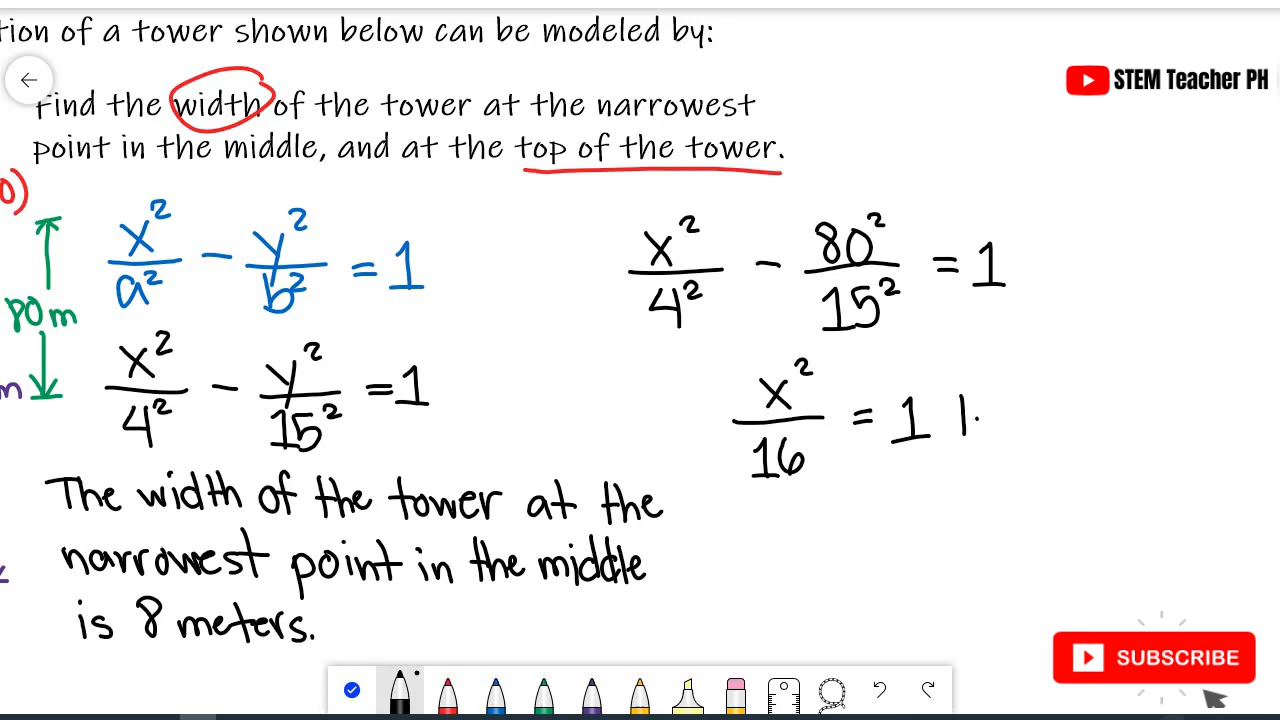 tion of a tower shown below can be modeled by:
Find the width of the tower at the narrowest
point in the middle, and at the top of the tower.
STEM Teacher PH
0)
x²/a² - y²/b² = 1
80m
m
x²/4² - y²/15² = 1
The width of the tower at the
narrowest point in the middle
is 8 meters.
x²/4² - 80²/15² = 1
x²/16 = 1
SUBSCRIBE